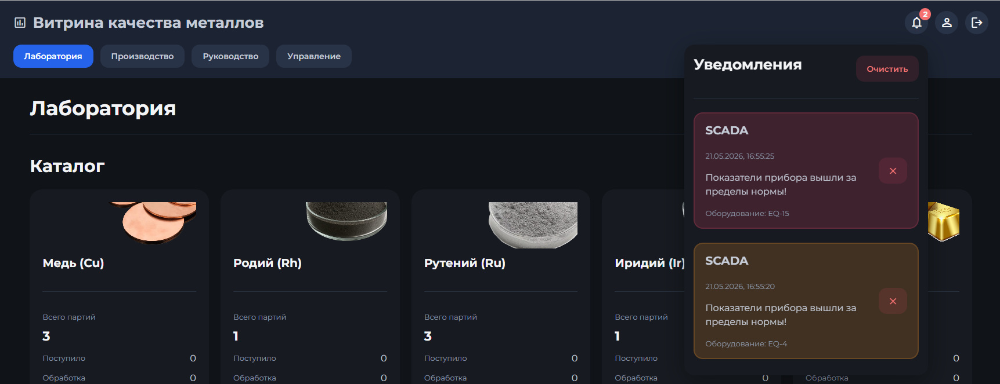 Витрина качества металлов
2
Лаборатория
Производство
Руководство
Управление
Уведомления
Очистить
SCADA
21.05.2026, 16:55:25
Показатели прибора вышли за
пределы нормы!
Оборудование: EQ-15
SCADA
21.05.2026, 16:55:20
Показатели прибора вышли за
пределы нормы!
Оборудование: EQ-4
Лаборатория
Каталог
Медь (Cu)
Всего партий
3
Поступило 0
Обработка 0
Родий (Rh)
Всего партий
1
Поступило 0
Обработка 0
Рутений (Ru)
Всего партий
3
Поступило 0
Обработка 0
Иридий (Ir)
Всего партий
1
Поступило
Обработка 0
0
Обработка 0